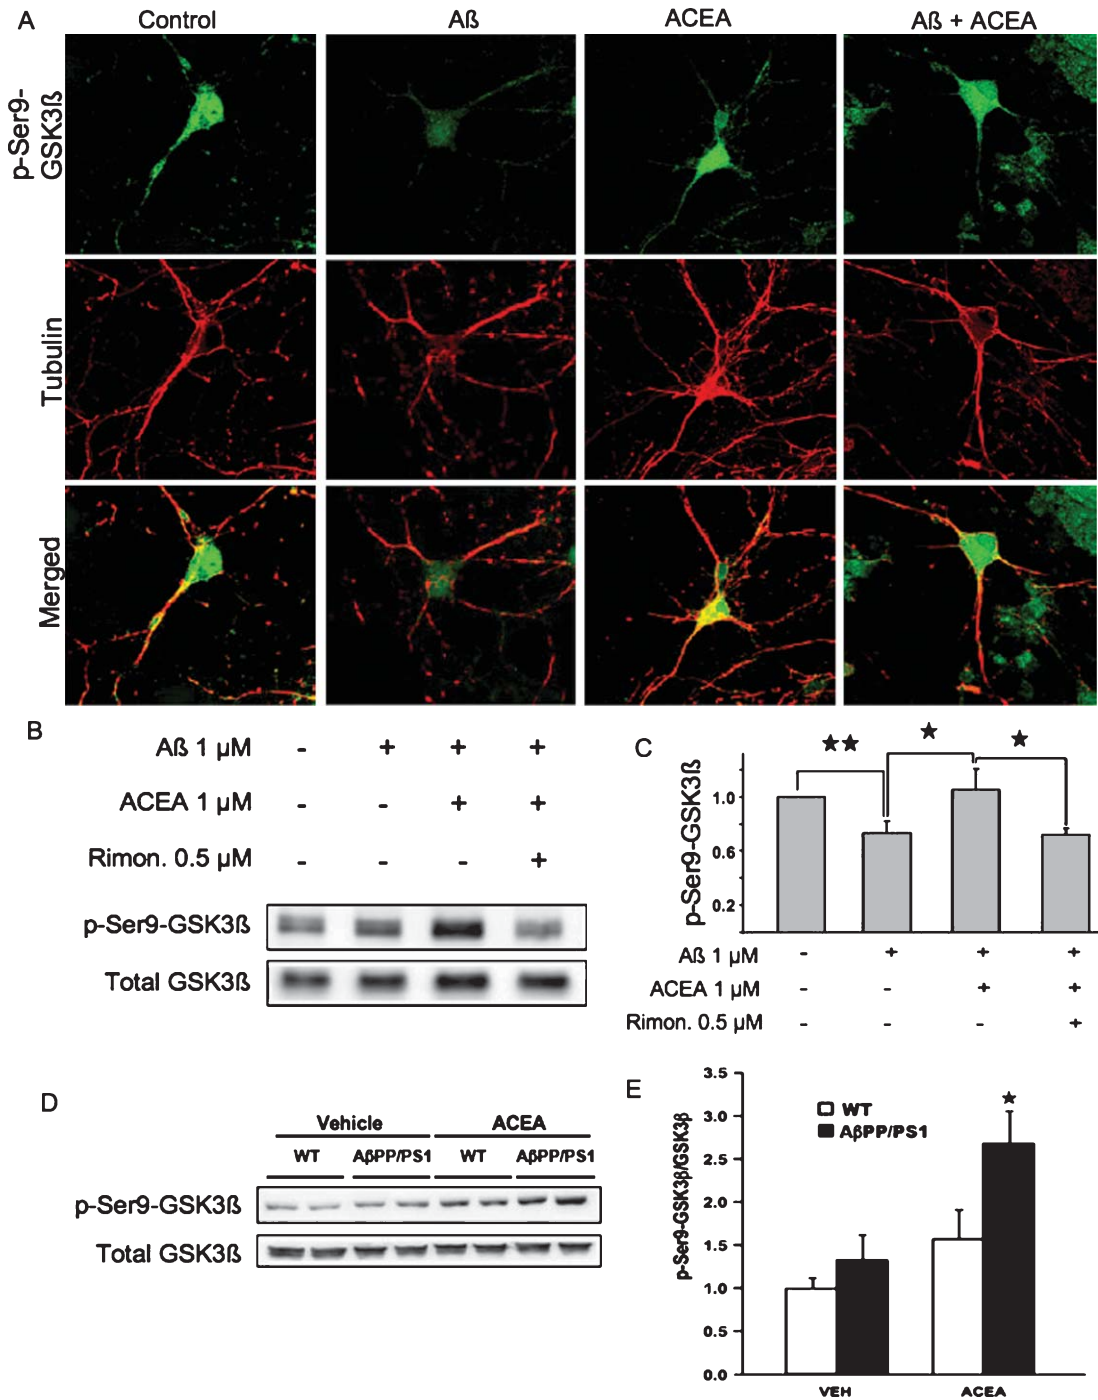 A Control Aß ACEA Aß + ACEA
p-Ser9-
GSK3ß
Tubulin
Merged
B
Aß 1 µM - + + +
ACEA 1 µM - - + +
Rimon. 0.5 µM - - - +
p-Ser9-GSK3ß
Total GSK3ß
C
p-Ser9-GSK3ß
★★ ★ ★
1.0
0.6
0.2
Aß 1 µM - + + +
ACEA 1 µM - - + +
Rimon. 0.5 µM - - - +
D
Vehicle ACEA
WT AβPP/PS1 WT AβPP/PS1
p-Ser9-GSK3ß
Total GSK3ß
E
p-Ser9-GSK3β/GSK3β
3.5
3.0
2.5
2.0
1.5
1.0
0.5
0.0
WT
AβPP/PS1
★
VEH ACEA